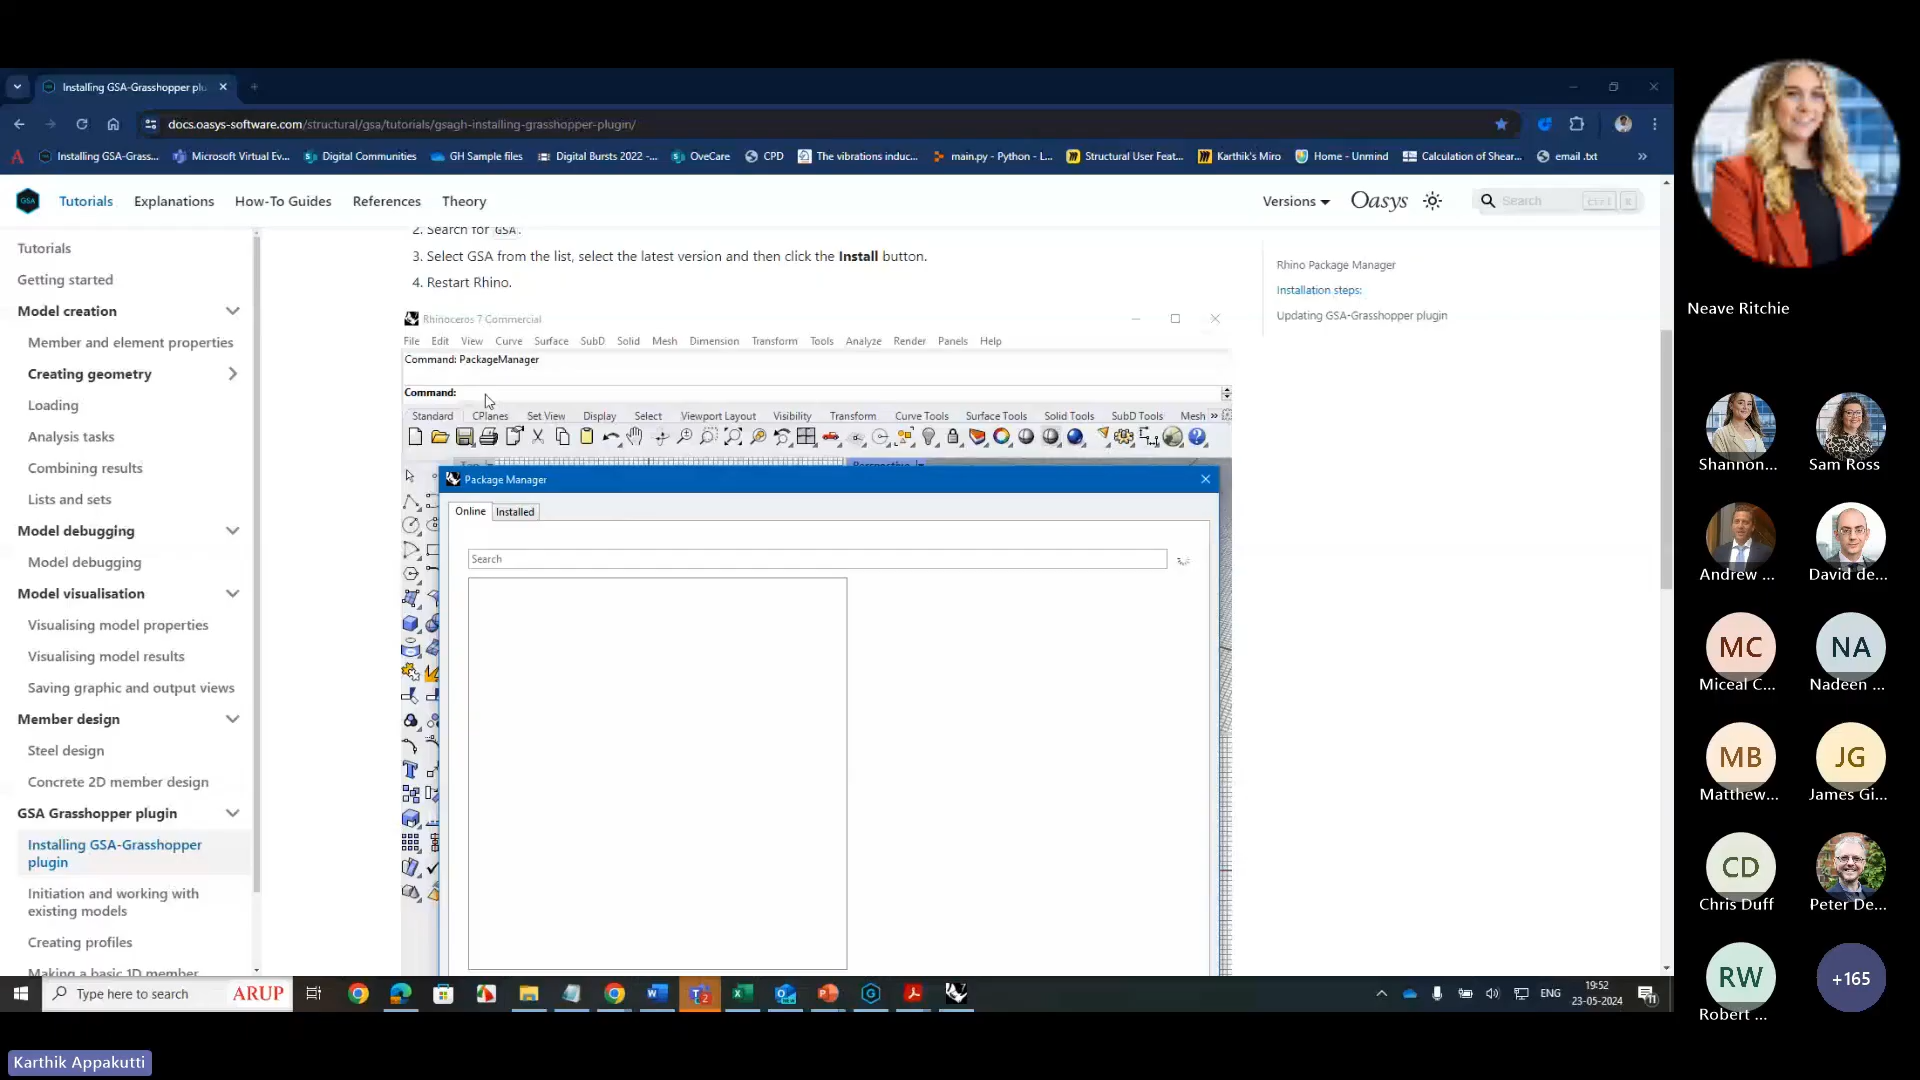 Installing GSA-Grasshopper plu
docs.oasys-software.com/structural/gsa/tutorials/gsagh-installing-grasshopper-plugin/
Installing GSA-Grass...
Microsoft Virtual Ev...
Digital Communities
GH Sample files
Digital Bursts 2022 -...
OveCare
CPD
The vibrations induc...
main.py - Python - L...
Structural User Feat...
Karthik's Miro
Home - Unmind
Calculation of Shear...
email .txt
GSA
Tutorials
Explanations
How-To Guides
References
Theory
Versions
Oasys
Search
ctrl
K
Tutorials
Getting started
Model creation
Member and element properties
Creating geometry
Loading
Analysis tasks
Combining results
Lists and sets
Model debugging
Model debugging
Model visualisation
Visualising model properties
Visualising model results
Saving graphic and output views
Member design
Steel design
Concrete 2D member design
GSA Grasshopper plugin
Installing GSA-Grasshopper
plugin
Initiation and working with
existing models
Creating profiles
Making a basic 1D member
2. Search for GSA.
3. Select GSA from the list, select the latest version and then click the Install button.
4. Restart Rhino.
Rhinoceros 7 Commercial
File Edit View Curve Surface SubD Solid Mesh Dimension Transform Tools Analyze Render Panels Help
Command: PackageManager
Command:
Standard CPlanes Set View Display Select Viewport Layout Visibility Transform Curve Tools Surface Tools Solid Tools SubD Tools Mesh
Perspective
Package Manager
Online
Installed
Search
Rhino Package Manager
Installation steps:
Updating GSA-Grasshopper plugin
Type here to search
ARUP
ENG
19:52
23-05-2024
11
Neave Ritchie
Shannon...
Sam Ross
Andrew ...
David de...
MC
Miceal C...
NA
Nadeen ...
MB
Matthew...
JG
James Gi...
CD
Chris Duff
Peter De...
RW
Robert ...
+165
Karthik Appakutti